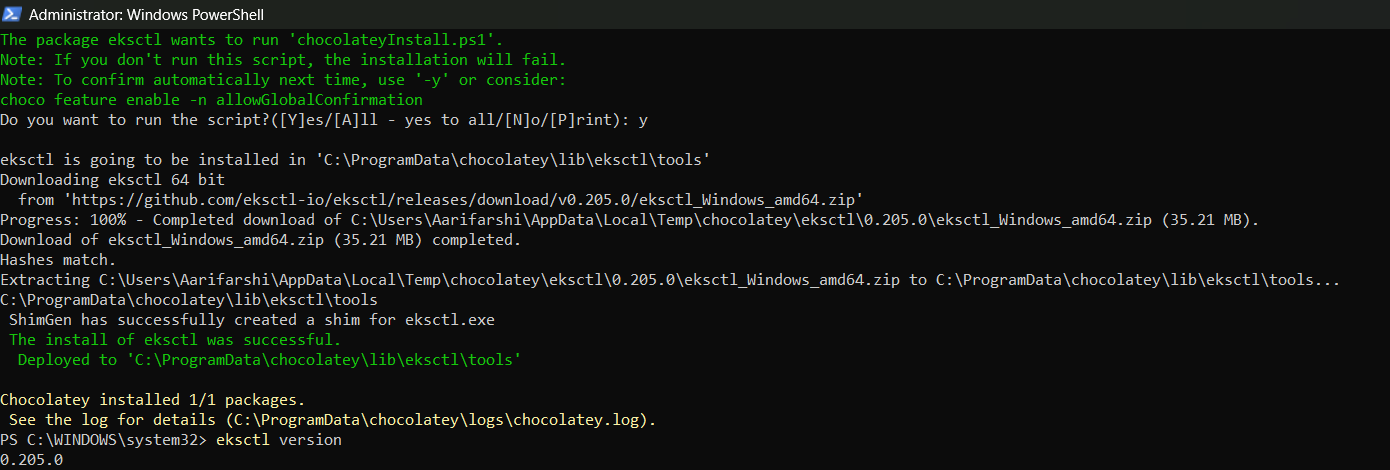 Administrator: Windows PowerShell
The package eksctl wants to run 'chocolateyInstall.ps1'.
Note: If you don't run this script, the installation will fail.
Note: To confirm automatically next time, use '-y' or consider:
choco feature enable -n allowGlobalConfirmation
Do you want to run the script?([Y]es/[A]ll - yes to all/[N]o/[P]rint): y
eksctl is going to be installed in 'C:\ProgramData\chocolatey\lib\eksctl\tools'
Downloading eksctl 64 bit
  from 'https://github.com/eksctl-io/eksctl/releases/download/v0.205.0/eksctl_Windows_amd64.zip'
Progress: 100% - Completed download of C:\Users\Aarifarshi\AppData\Local\Temp\chocolatey\eksctl\0.205.0\eksctl_Windows_amd64.zip (35.21 MB).
Download of eksctl_Windows_amd64.zip (35.21 MB) completed.
Hashes match.
Extracting C:\Users\Aarifarshi\AppData\Local\Temp\chocolatey\eksctl\0.205.0\eksctl_Windows_amd64.zip to C:\ProgramData\chocolatey\lib\eksctl\tools...
C:\ProgramData\chocolatey\lib\eksctl\tools
 ShimGen has successfully created a shim for eksctl.exe
 The install of eksctl was successful.
  Deployed to 'C:\ProgramData\chocolatey\lib\eksctl\tools'
Chocolatey installed 1/1 packages.
 See the log for details (C:\ProgramData\chocolatey\logs\chocolatey.log).
PS C:\WINDOWS\system32> eksctl version
0.205.0